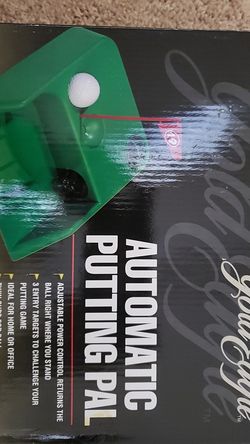 AUTOMATIC
PUTTING PAL
ADJUSTABLE POWER CONTROL RETURNS THE
BALL RIGHT WHERE YOU STAND
3 ENTRY TARGETS TO CHALLENGE YOUR
PUTTING GAME
IDEAL FOR HOME OR OFFICE